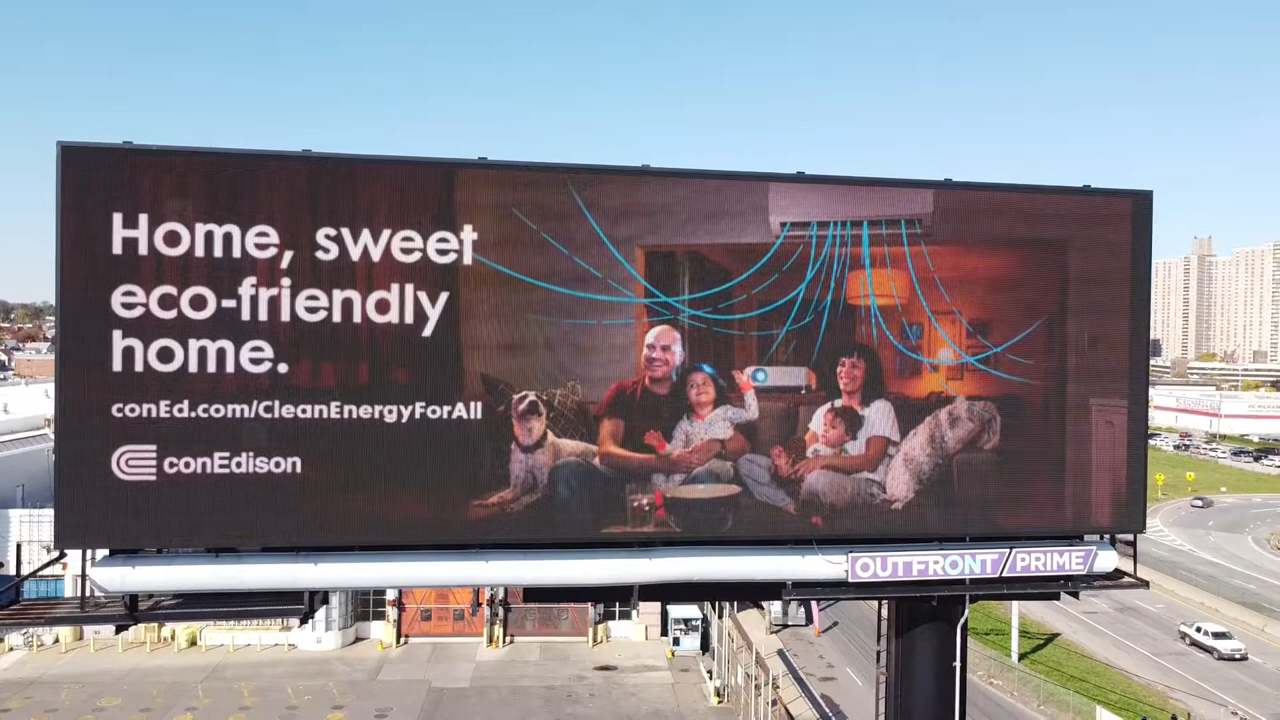 Home, sweet
eco-friendly
home.
conEd.com/CleanEnergyForAll
conEdison
OUTFRONT/PRIME